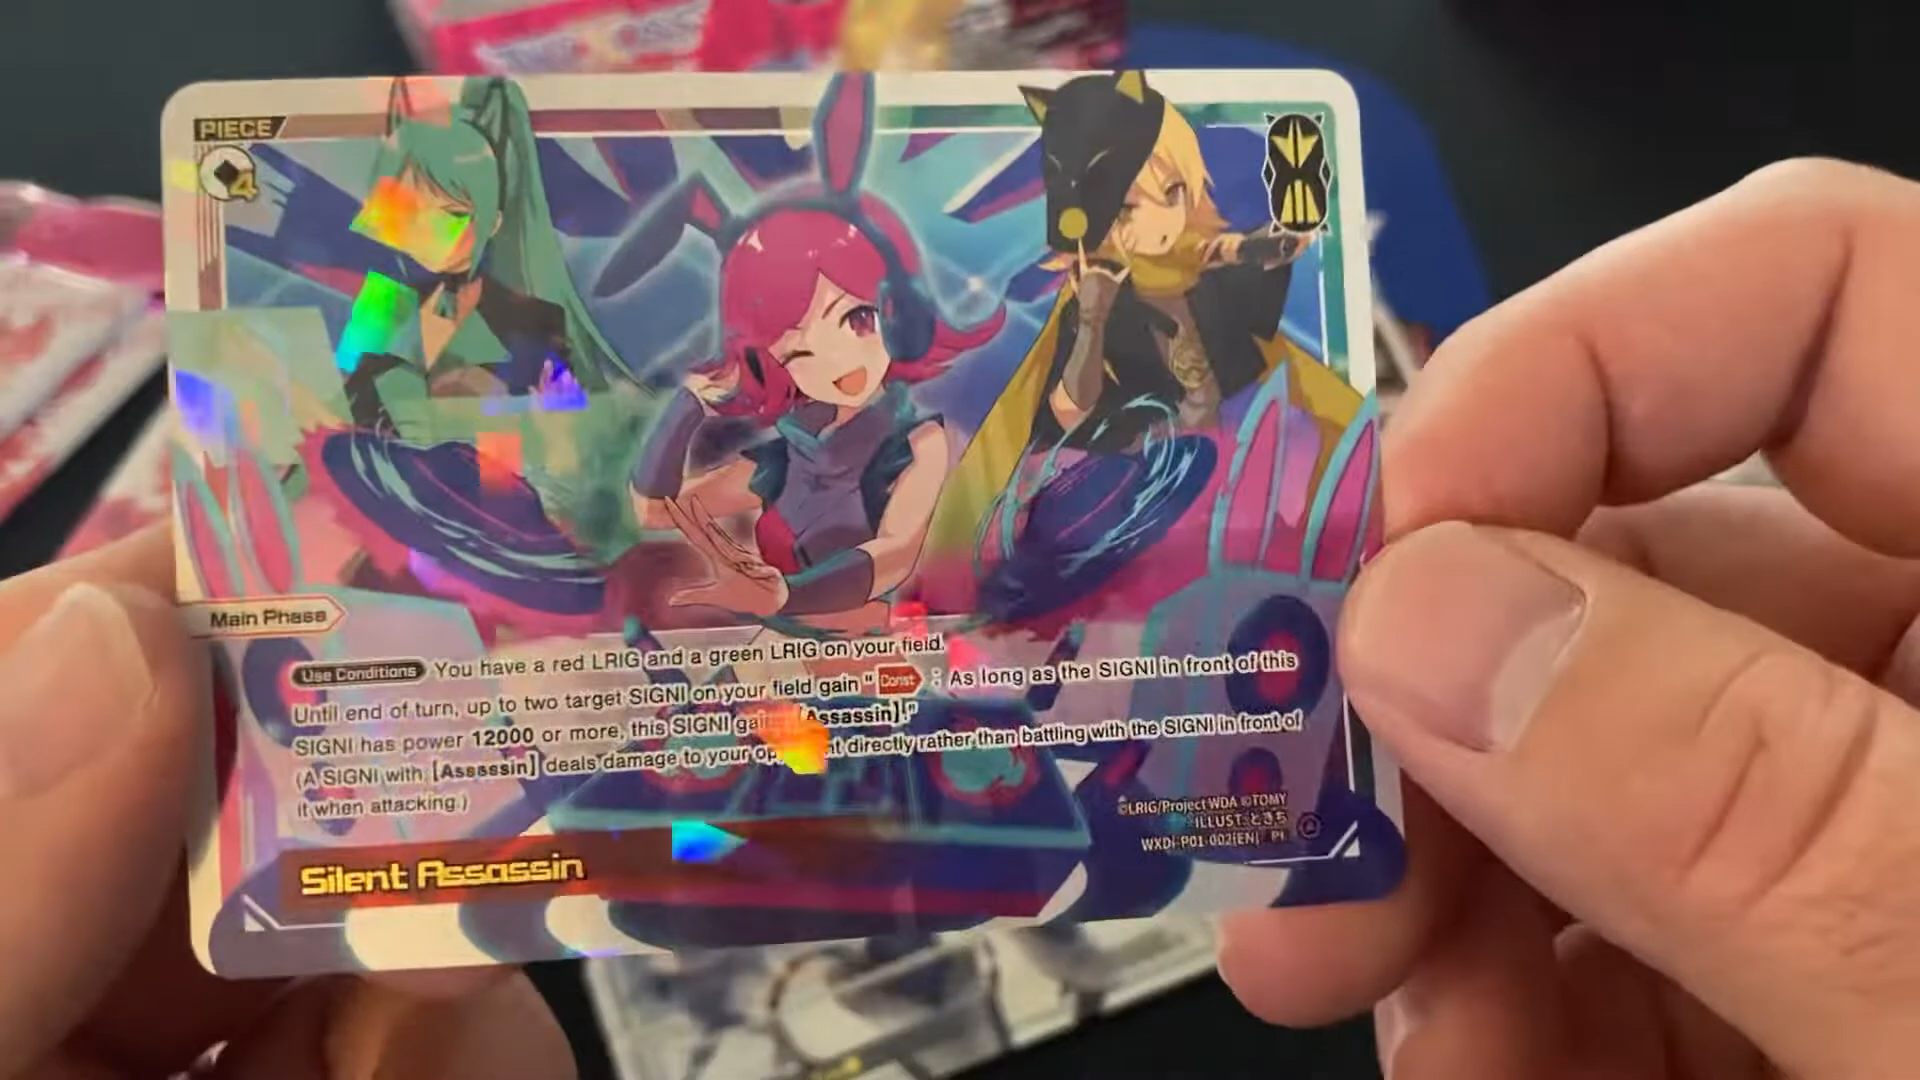 PIECE
4
Main Phase
Use Conditions You have a red LRIG and a green LRIG on your field.
Until end of turn, up to two target SIGNI on your field gain "Const : As long as the SIGNI in front of this
SIGNI has power 12000 or more, this SIGNI [Assassin]."
(A SIGNI with [Assassin] deals damage to your directly rather than battling with the SIGNI in front of
it when attacking.)
©LRIG/Project WDA ©TOMY
ILLUST. ときち
WXDi-P01-002[EN] PI
Silent Assassin